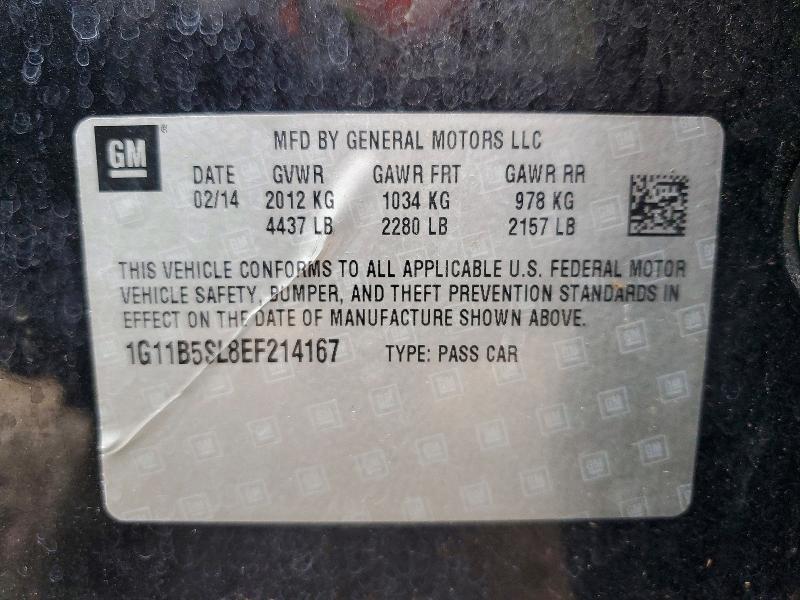 GM
MFD BY GENERAL MOTORS LLC
DATE GVWR GAWR FRT GAWR RR
02/14 2012 KG 1034 KG 978 KG
4437 LB 2280 LB 2157 LB
THIS VEHICLE CONFORMS TO ALL APPLICABLE U.S. FEDERAL MOTOR
VEHICLE SAFETY, BUMPER, AND THEFT PREVENTION STANDARDS IN
EFFECT ON THE DATE OF MANUFACTURE SHOWN ABOVE.
1G11B5SL8EF214167 TYPE: PASS CAR